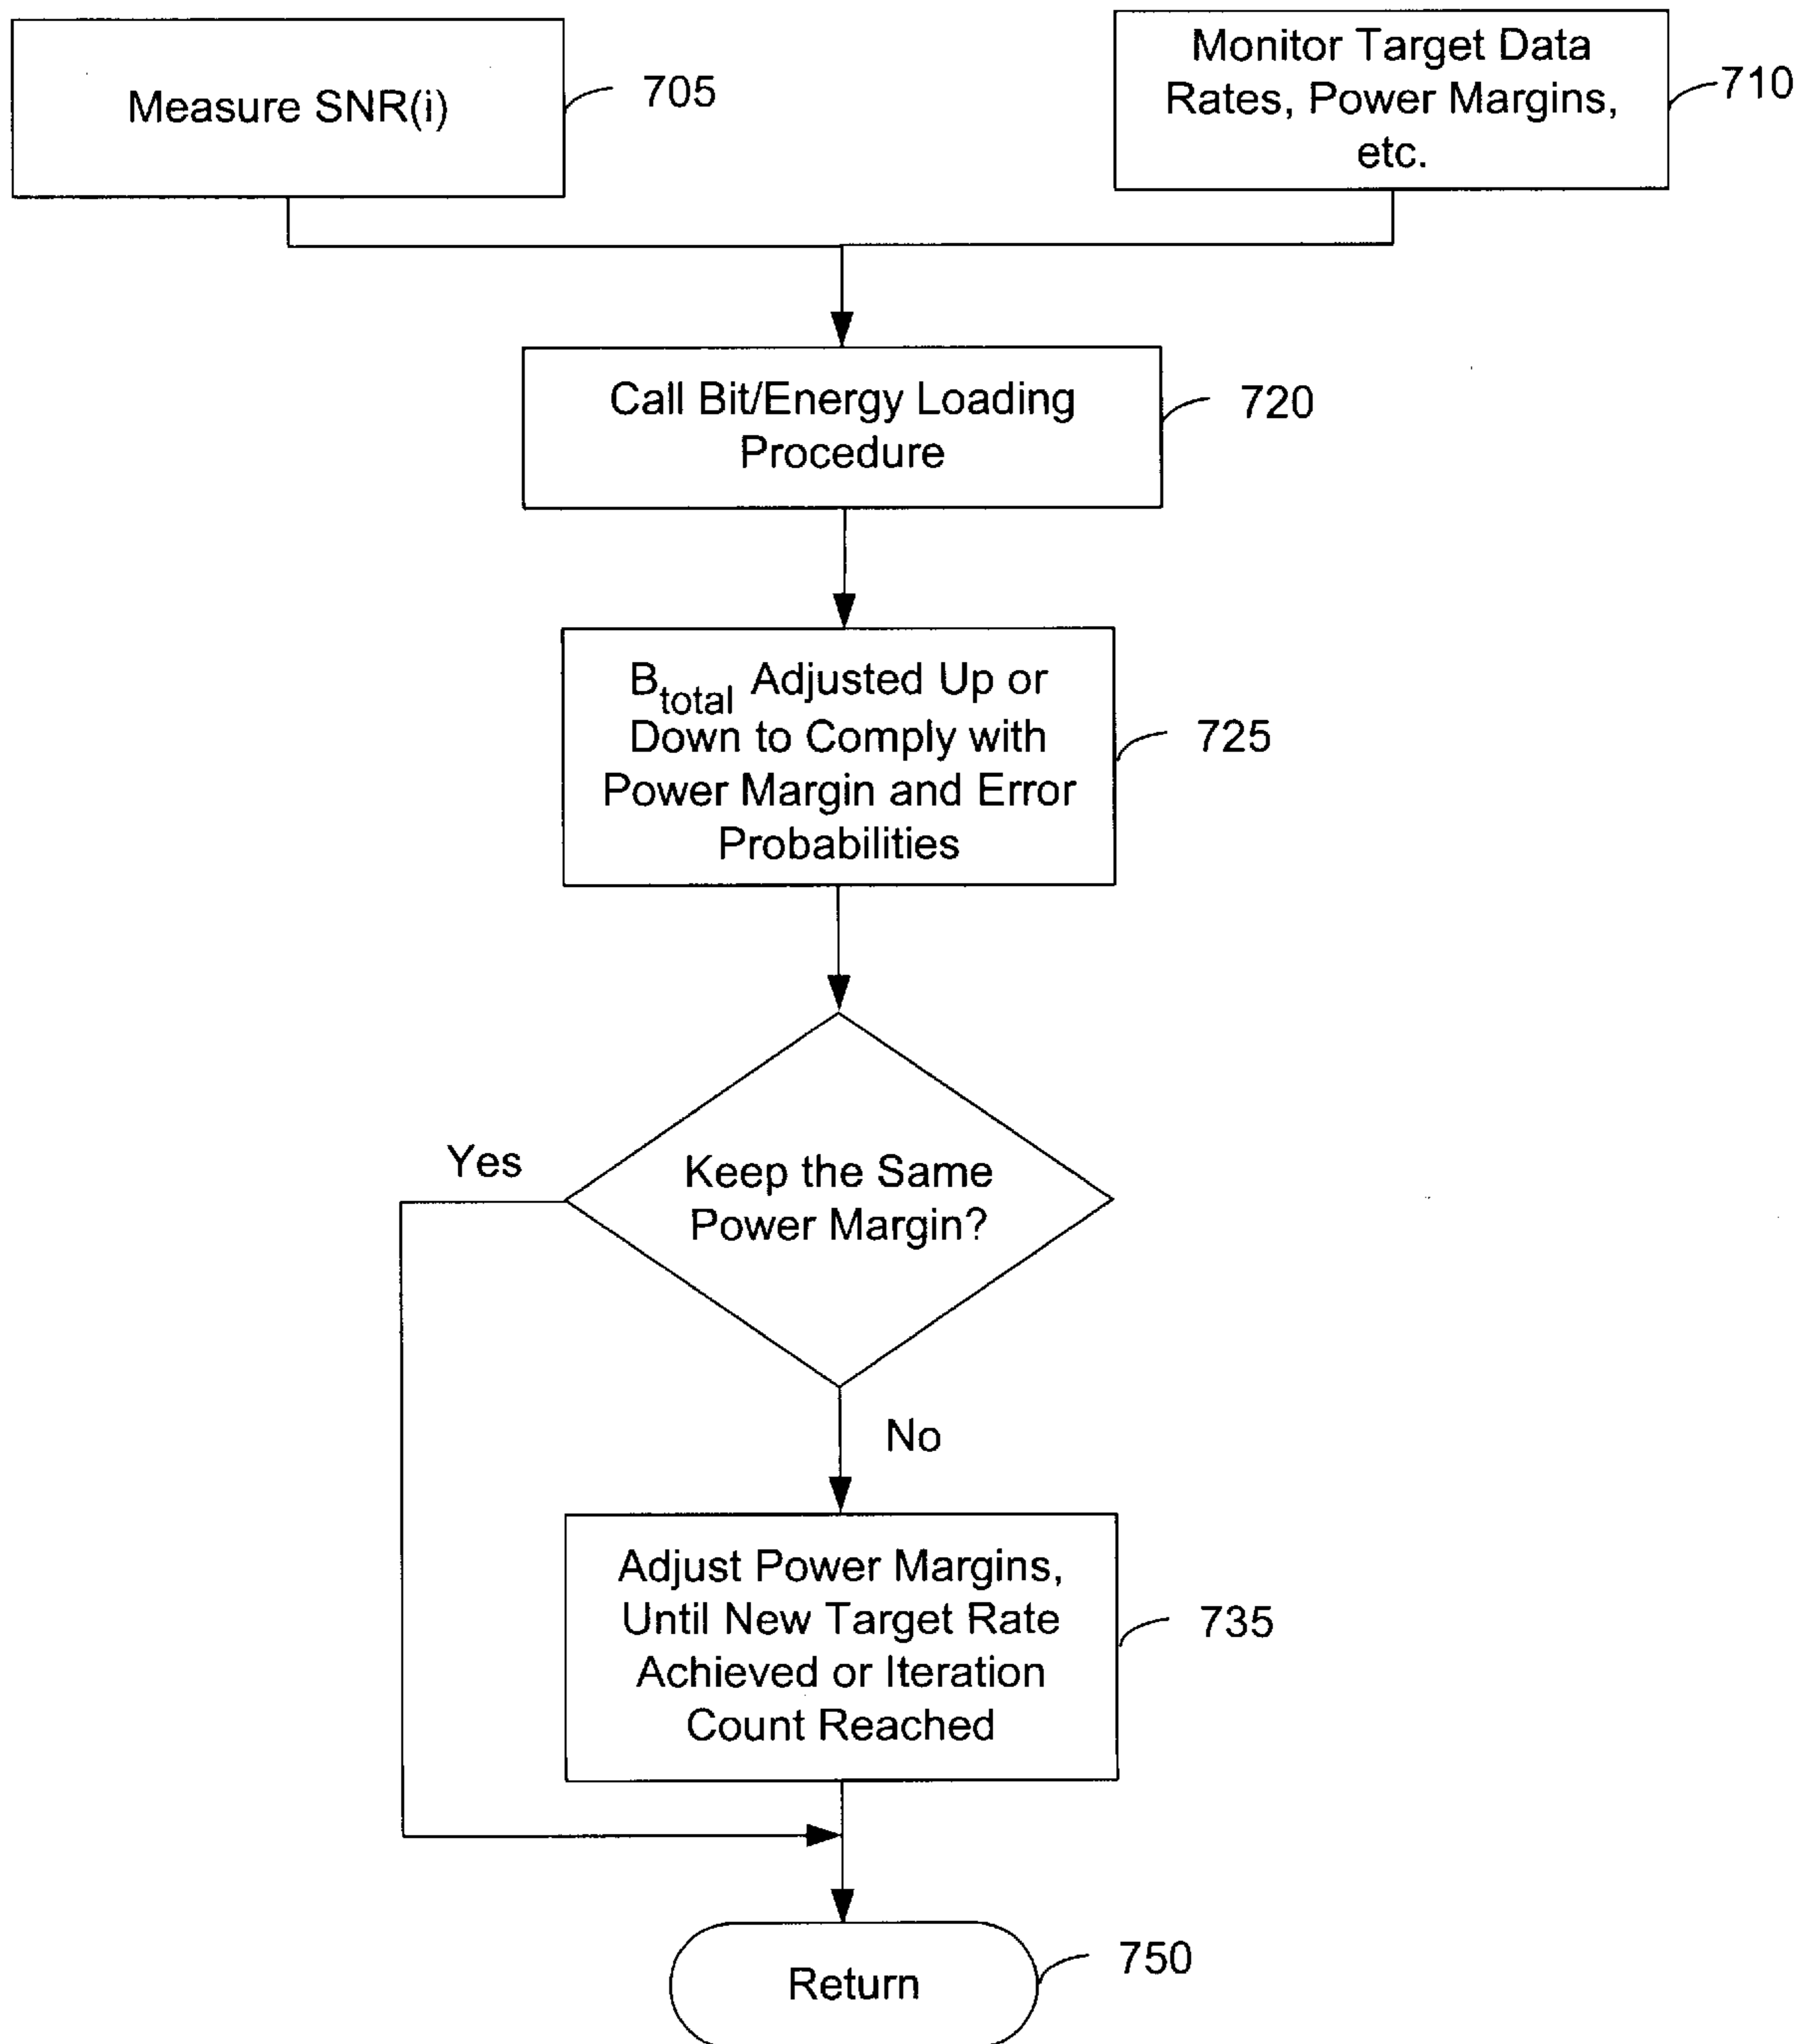 Measure SNR(i)
705
Monitor Target Data
Rates, Power Margins,
etc.
710
Call Bit/Energy Loading
Procedure
720
Btotal Adjusted Up or
Down to Comply with
Power Margin and Error
Probabilities
725
Yes
Keep the Same
Power Margin?
No
Adjust Power Margins,
Until New Target Rate
Achieved or Iteration
Count Reached
735
Return
750